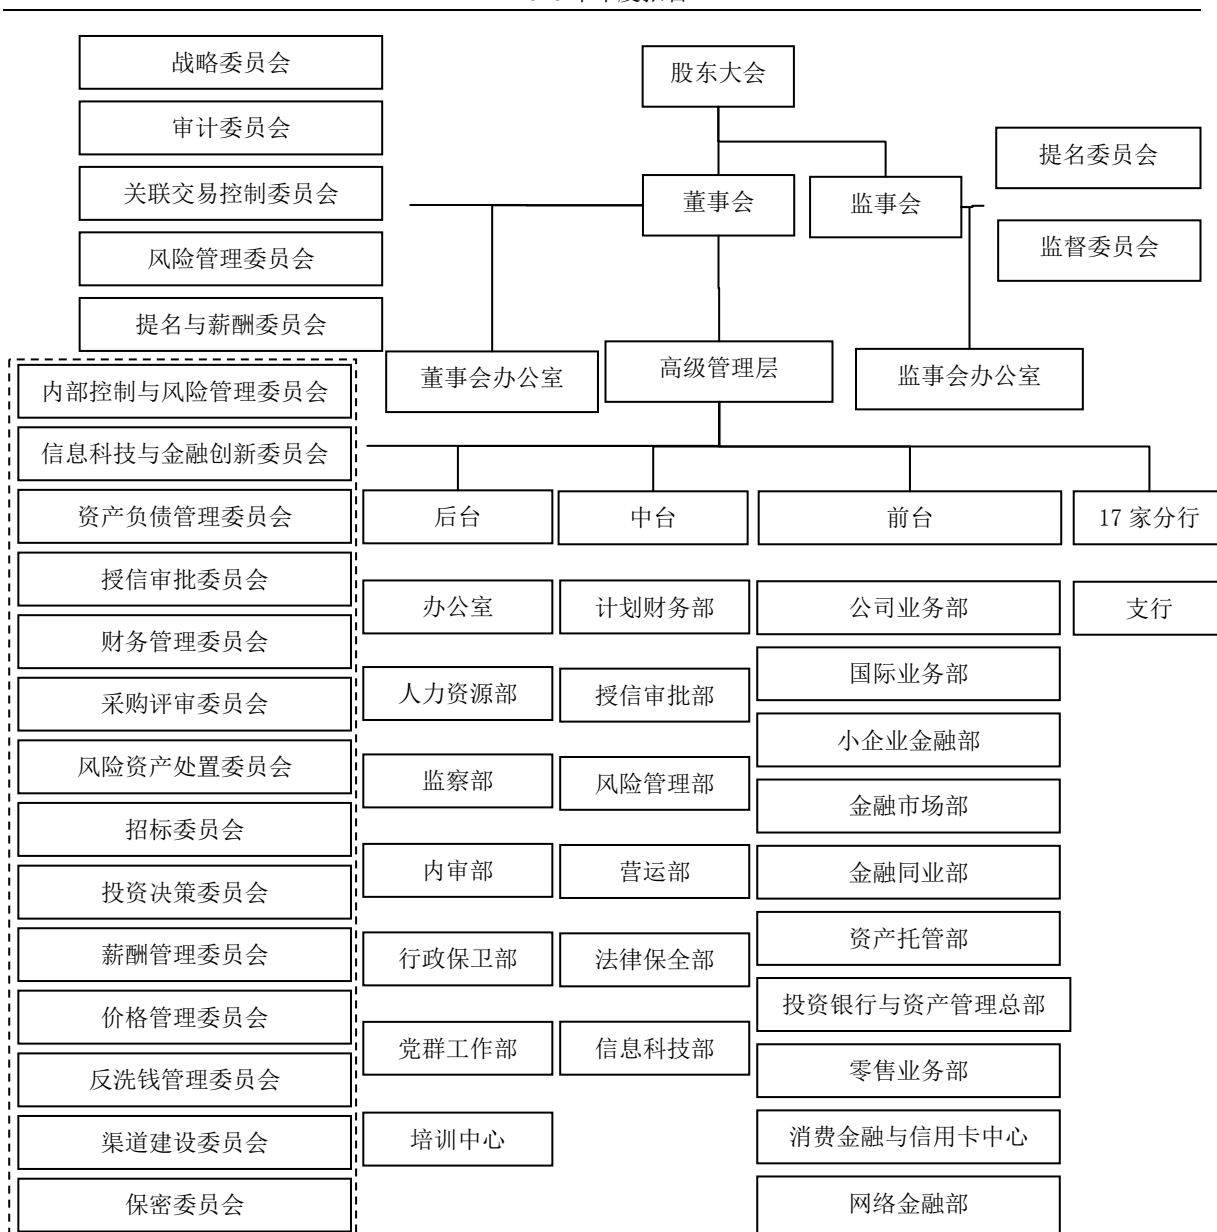 战略委员会
审计委员会
关联交易控制委员会
风险管理委员会
提名与薪酬委员会
股东大会
董事会
监事会
提名委员会
监督委员会
董事会办公室
高级管理层
监事会办公室
内部控制与风险管理委员会
信息科技与金融创新委员会
资产负债管理委员会
授信审批委员会
财务管理委员会
采购评审委员会
风险资产处置委员会
招标委员会
投资决策委员会
薪酬管理委员会
价格管理委员会
反洗钱管理委员会
渠道建设委员会
保密委员会
后台
办公室
人力资源部
监察部
内审部
行政保卫部
党群工作部
培训中心
中台
计划财务部
授信审批部
风险管理部
营运部
法律保全部
信息科技部
前台
公司业务部
国际业务部
小企业金融部
金融市场部
金融同业部
资产托管部
投资银行与资产管理总部
零售业务部
消费金融与信用卡中心
网络金融部
17 家分行
支行